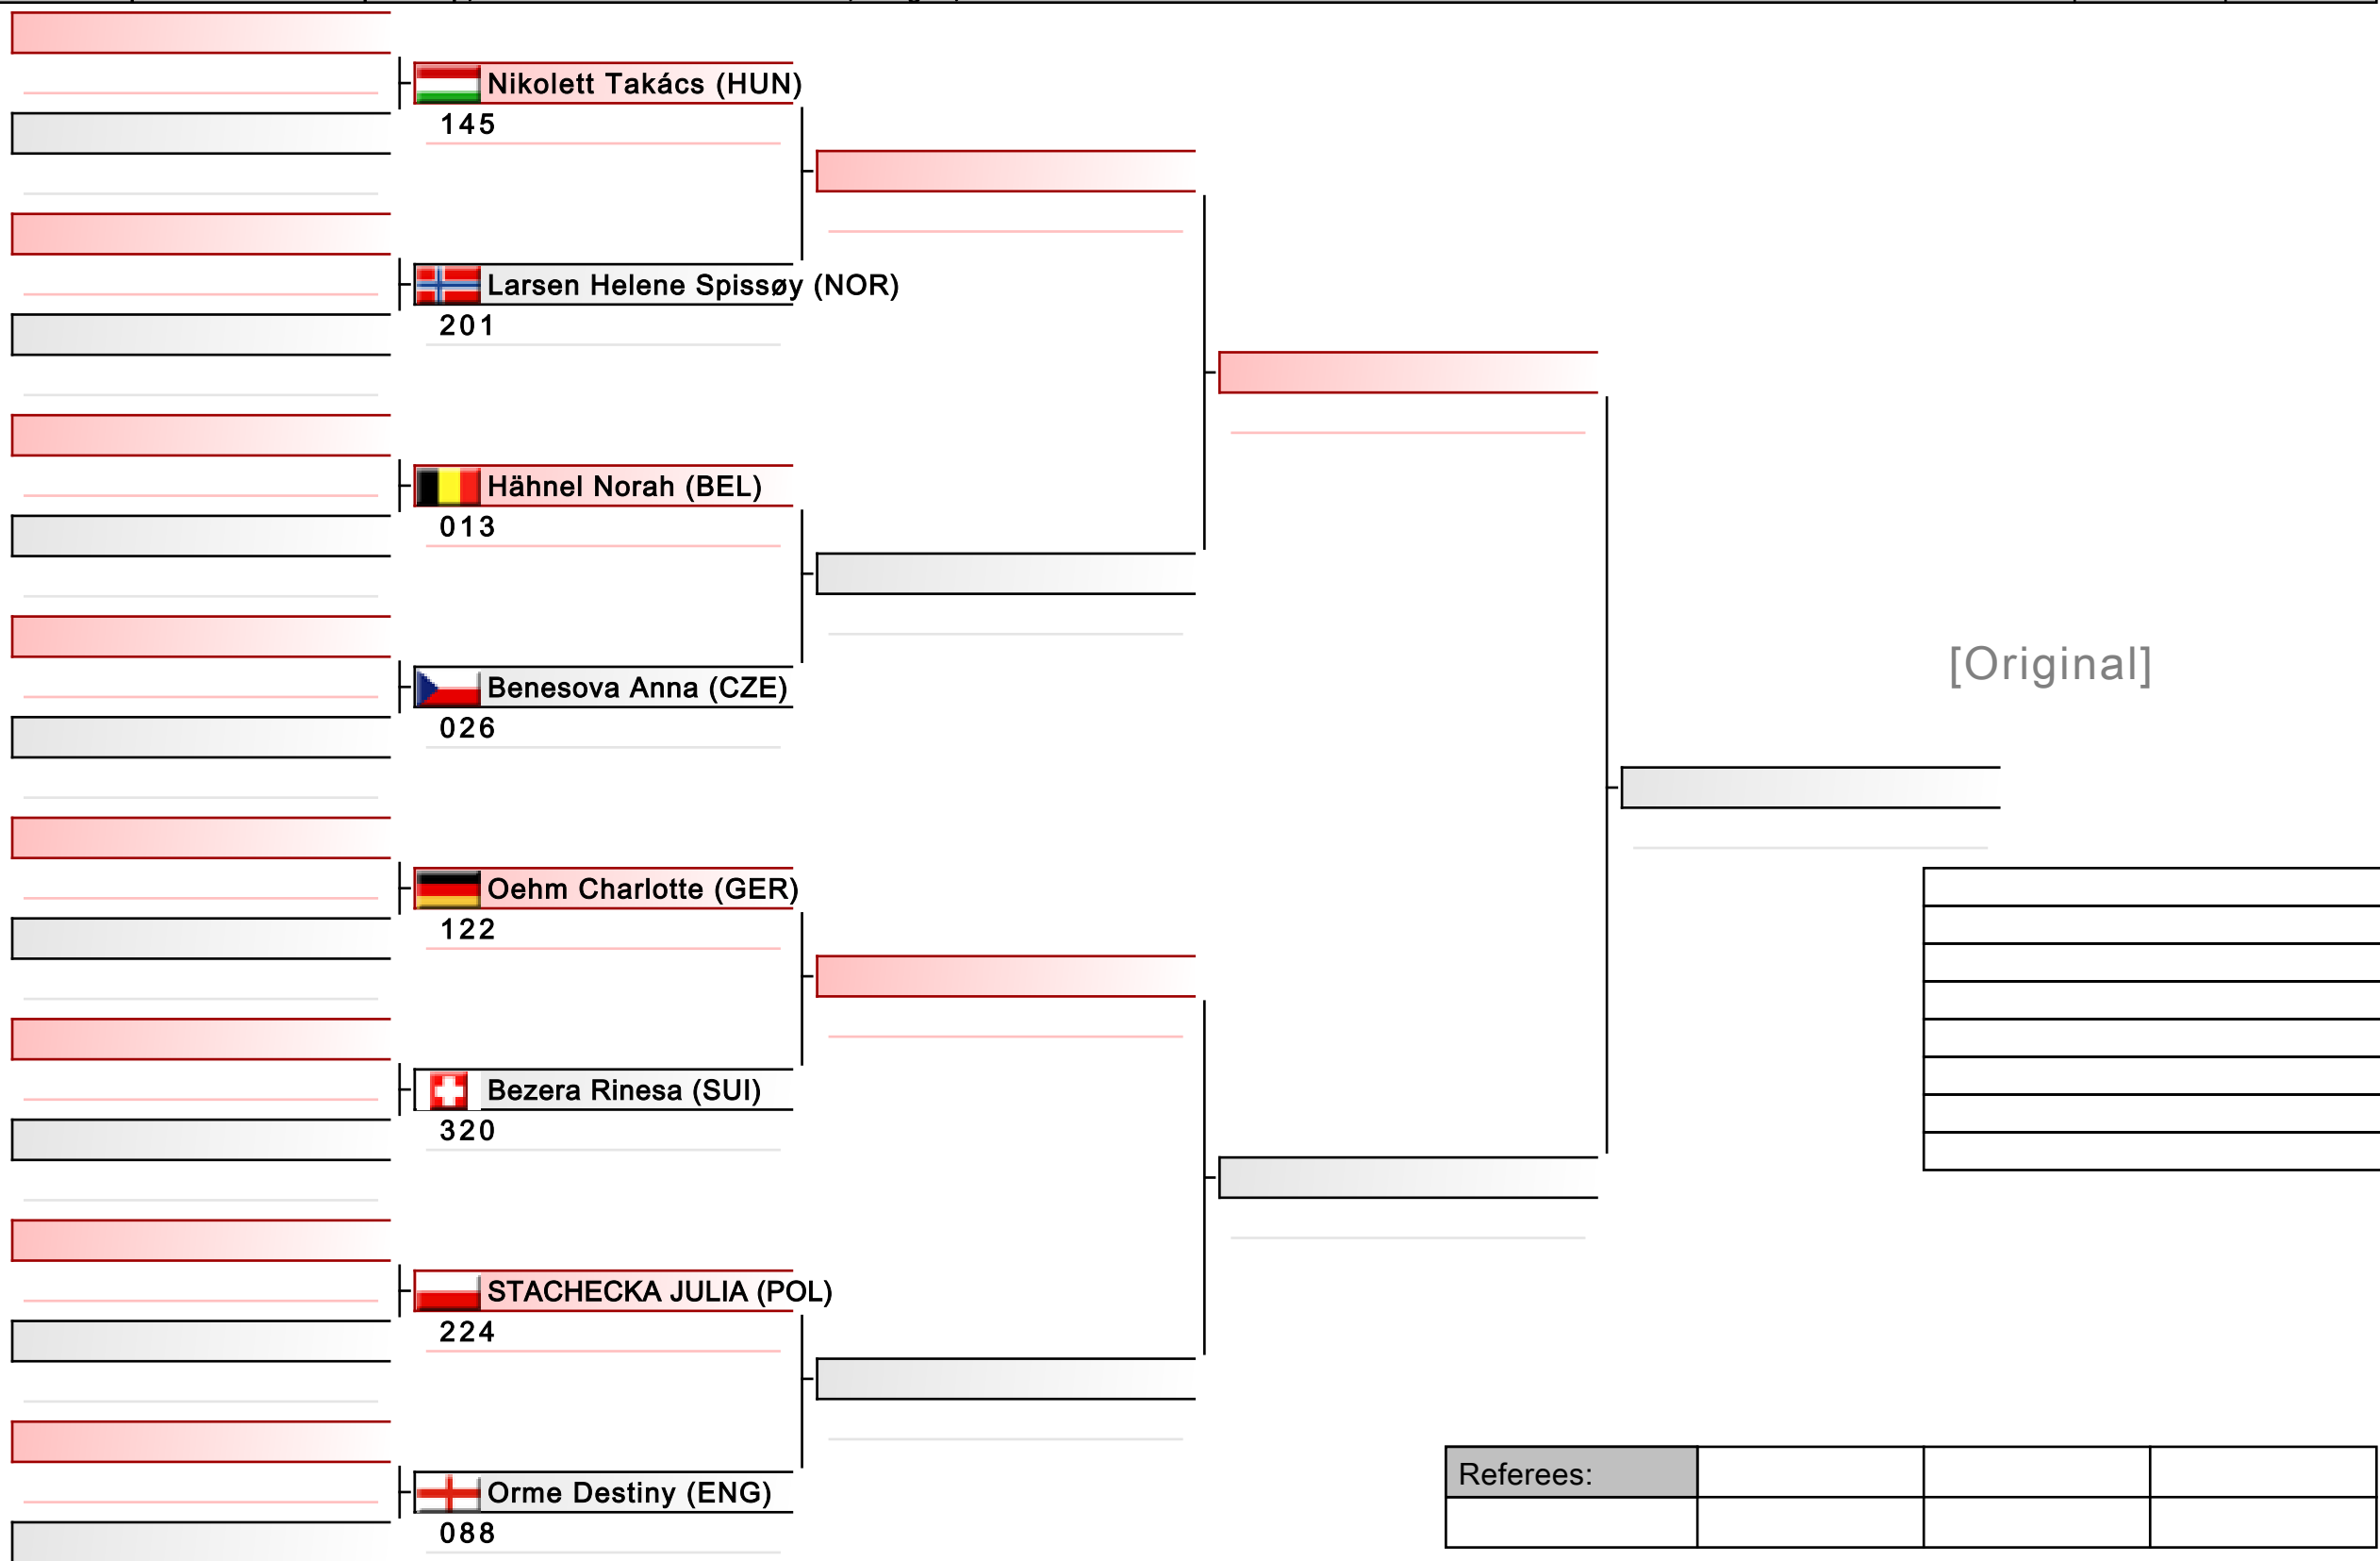 Nikolett Takács (HUN)
145
Larsen Helene Spissøy (NOR)
201
Hähnel Norah (BEL)
013
Benesova Anna (CZE)
026
[Original]
Oehm Charlotte (GER)
122
Bezera Rinesa (SUI)
320
STACHECKA JULIA (POL)
224
Referees:
Orme Destiny (ENG)
088